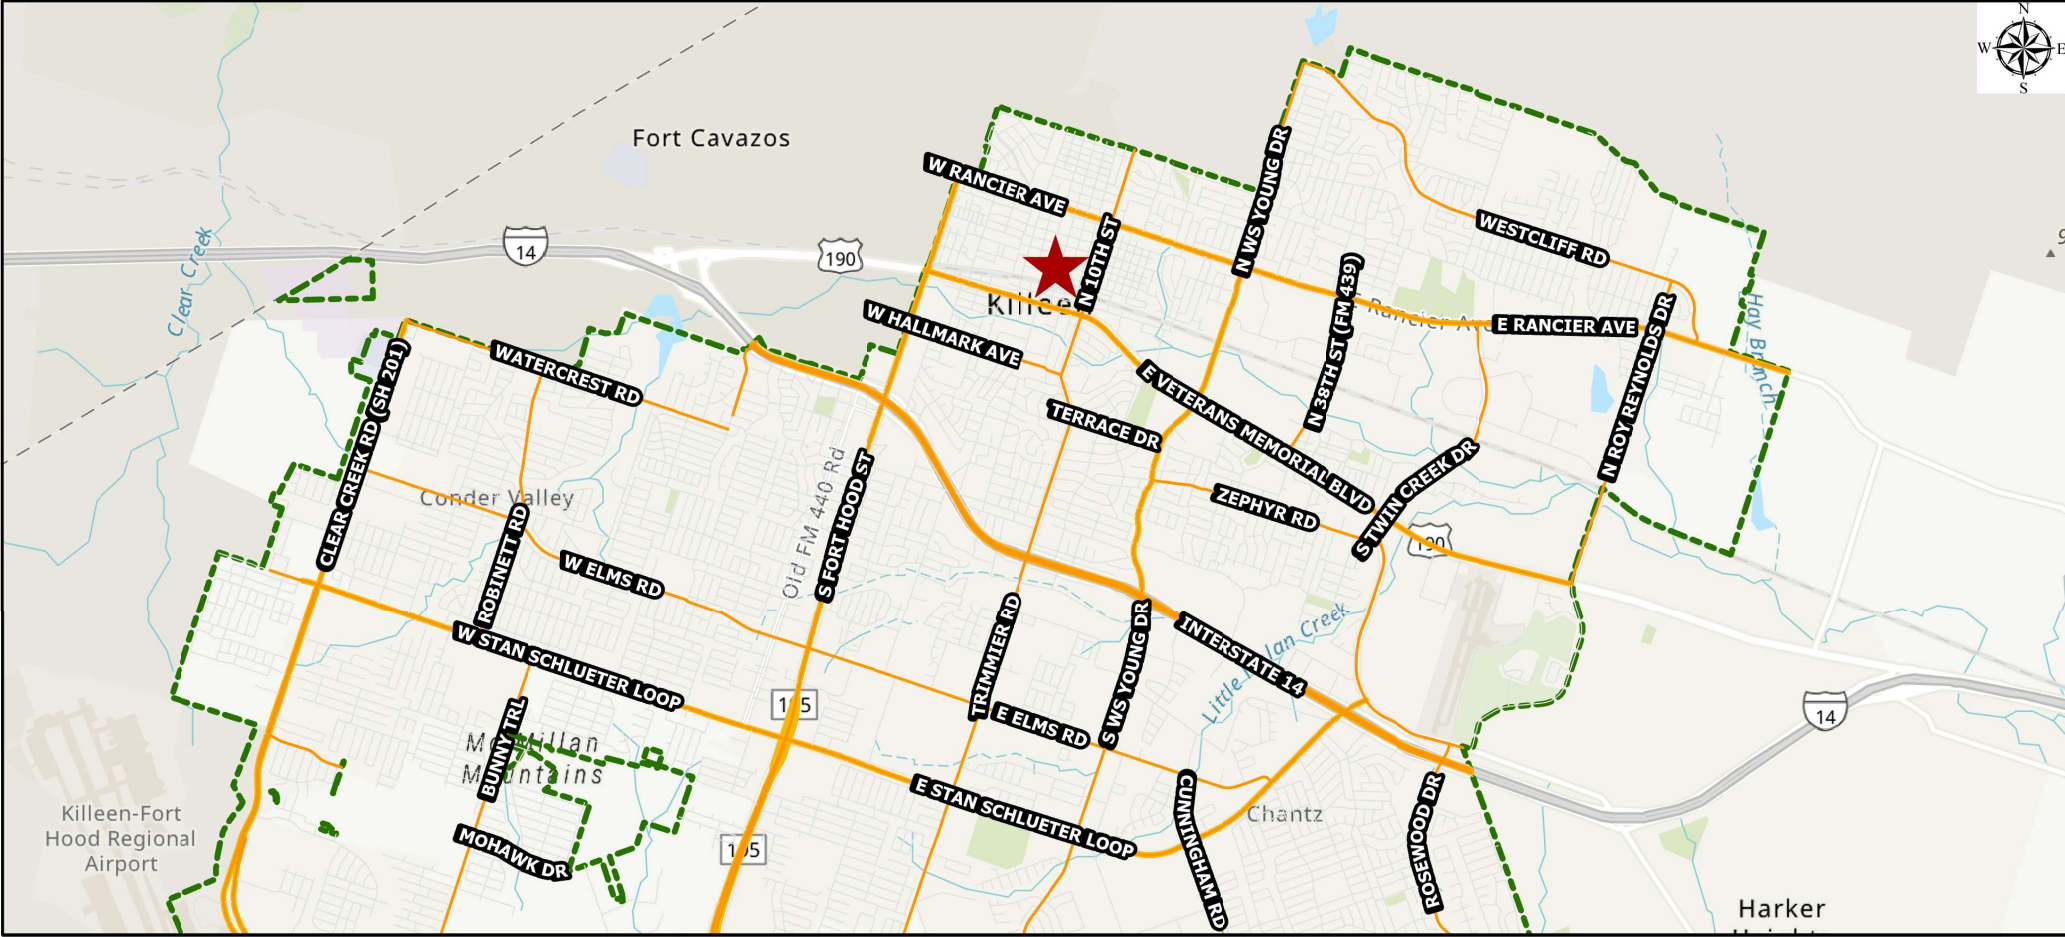 N
W
E
S
Fort Cavazos
W RANCIER AVE
N WS YOUNG DR
WESTCLIFF RD
14
190
Clear Creek
N 10TH ST
N 38TH ST (FM 439)
E RANCIER AVE
N ROY REYNOLDS DR
W HALLMARK AVE
WATERCREST RD
CLEAR CREEK RD (SH 201)
E VETERANS MEMORIAL BLVD
TERRACE DR
S TWIN CREEK DR
ZEPHYR RD
Conder Valley
Old FM 440 Rd
S FORT HOOD ST
ROBINETT RD
W ELMS RD
W STAN SCHLUETER LOOP
TRIMMIER RD
S WS YOUNG DR
INTERSTATE 14
190
14
E ELMS RD
BUNNY TRL
E STAN SCHLUETER LOOP
CUNNINGHAM RD
Chantz
ROSEWOOD DR
Killeen-Fort
Hood Regional
Airport
MOHAWK DR
Harker